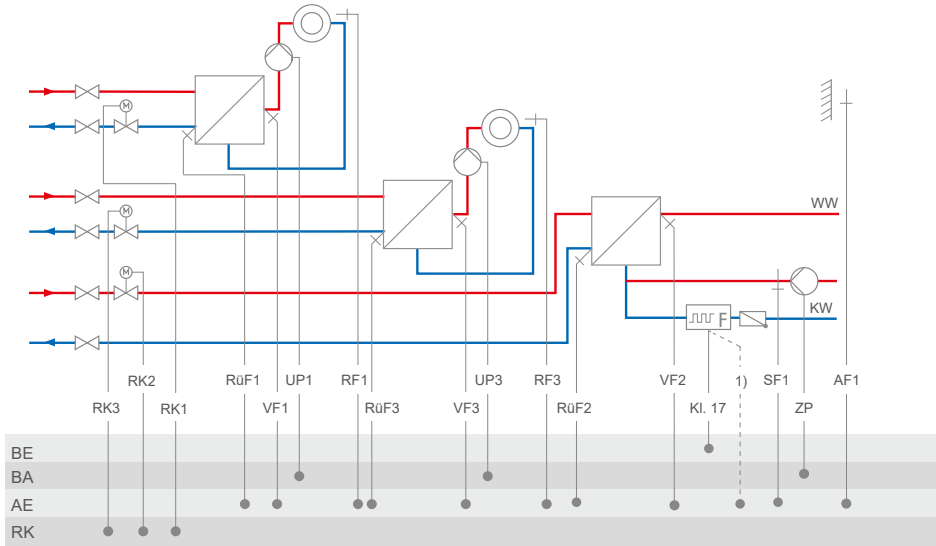 M
WW
M
M
KW
F
RK2 RüF1 UP1 RF1 UP3 RF3 VF2 1) SF1 AF1
RK3 RK1 VF1 RüF3 VF3 RüF2 Kl. 17 ZP
BE
BA
AE
RK